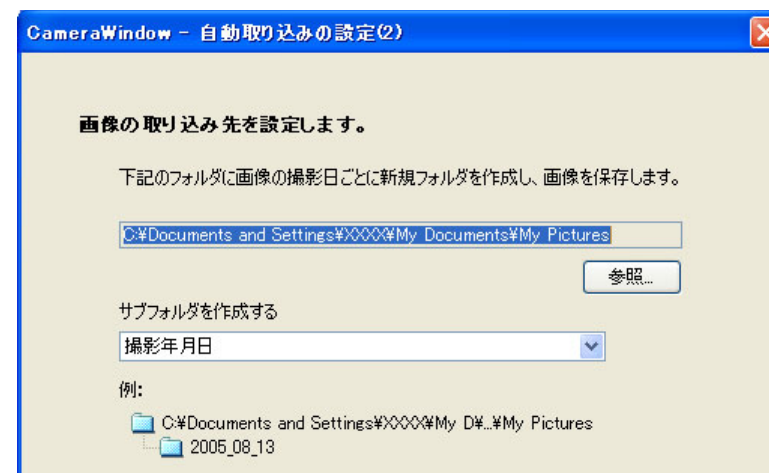 CameraWindow - 自動取り込みの設定(2)
画像の取り込み先を設定します。
下記のフォルダに画像の撮影日ごとに新規フォルダを作成し、画像を保存します。
C:¥Documents and Settings¥XXXX¥My Documents¥My Pictures
参照...
サブフォルダを作成する
撮影年月日
例:
C:¥Documents and Settings¥XXXX¥My D¥...¥My Pictures
2005_08_13